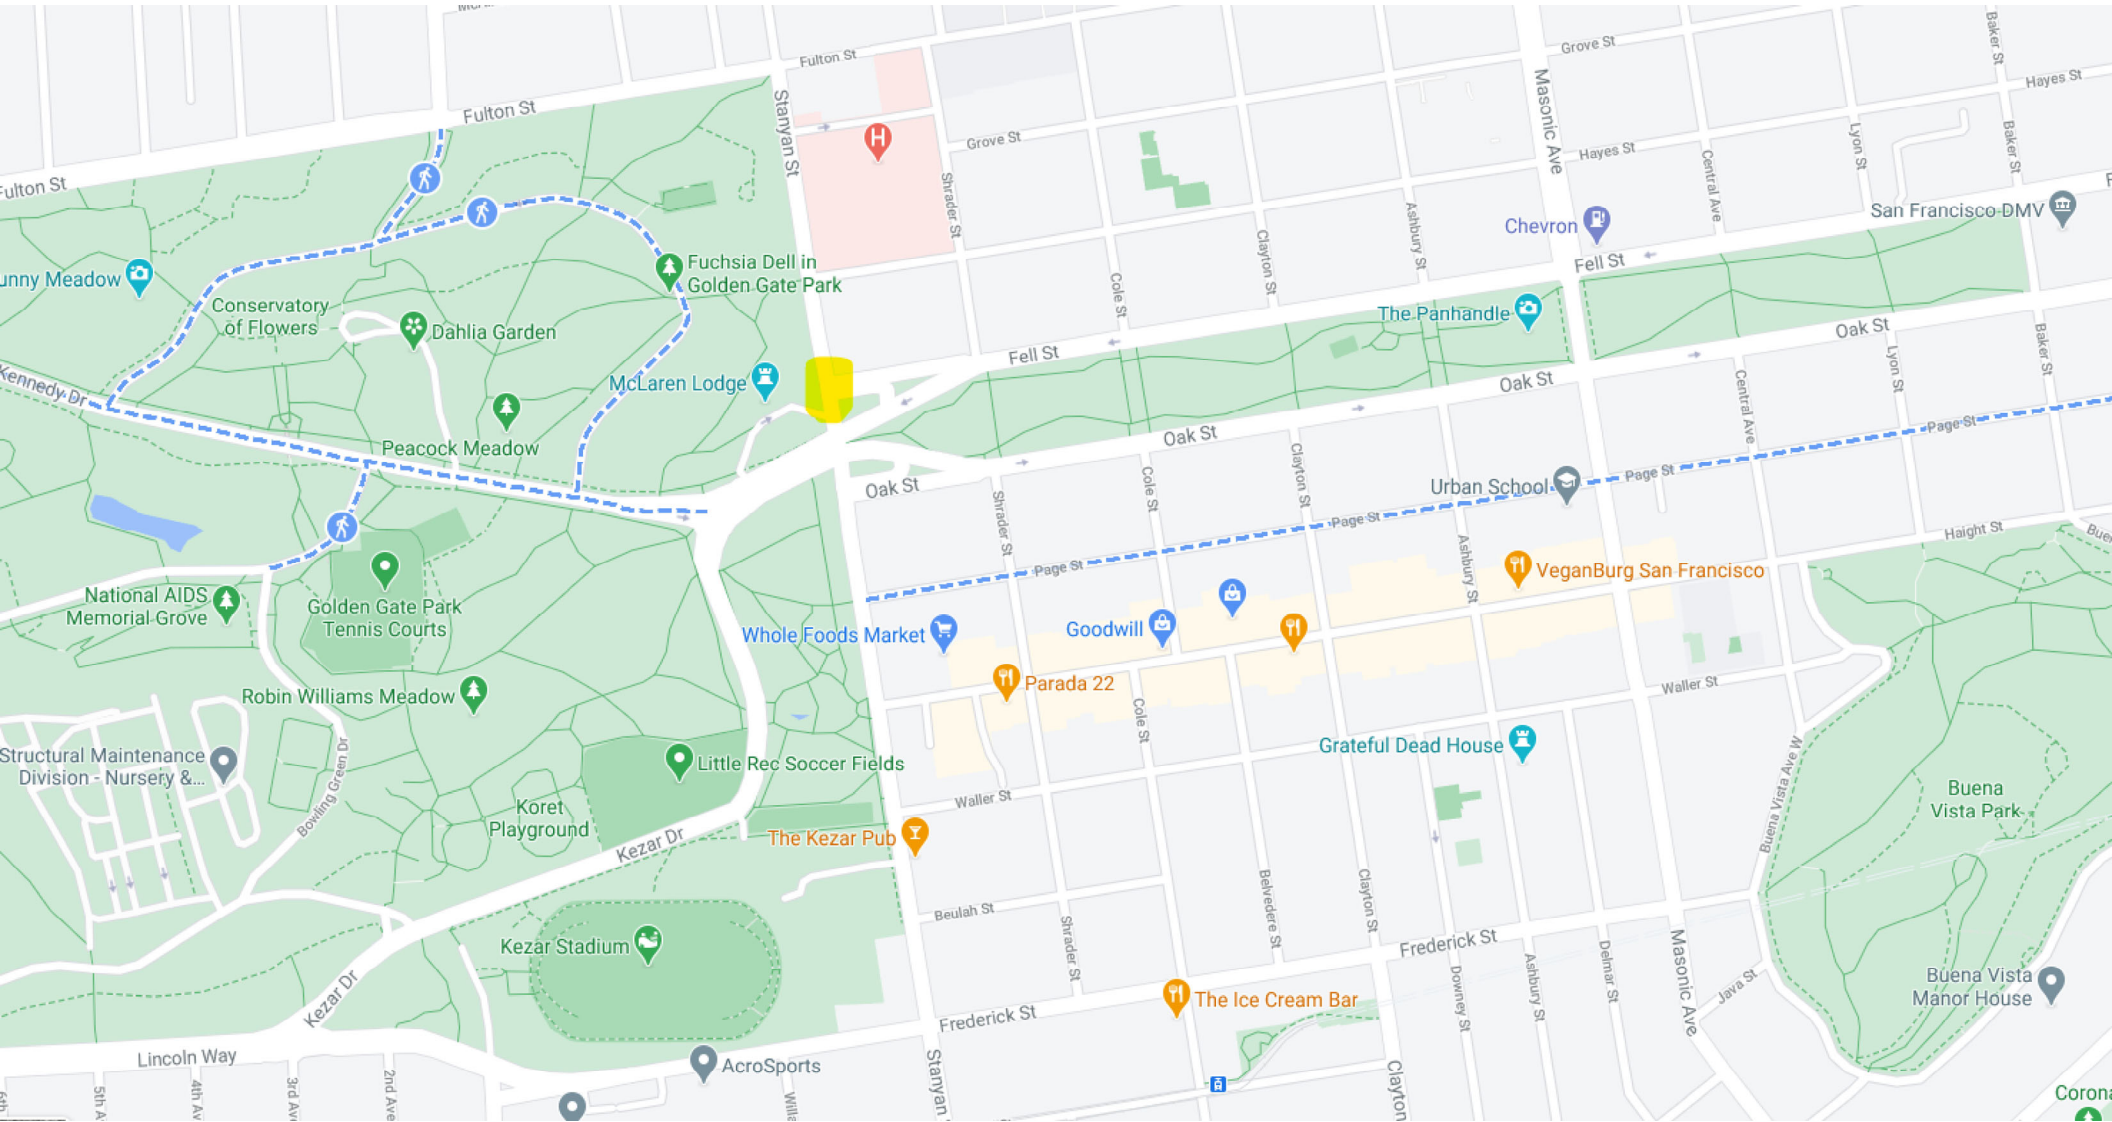 Fulton St
Fulton St
Fulton St
Grove St
Grove St
Hayes St
Hayes St
Baker St
Baker St
Baker St
Masonic Ave
Masonic Ave
Stanyan St
Stanyan
H
Shrader St
Shrader St
Shrader St
Clayton St
Clayton St
Clayton St
Clayton
Ashbury St
Ashbury St
Ashbury St
Central Ave
Central Ave
Lyon St
Lyon St
Cole St
Cole St
Cole St
San Francisco DMV
Chevron
Fell St
Fell St
The Panhandle
Oak St
Oak St
Oak St
Oak St
unny Meadow
Fuchsia Dell in
Golden Gate Park
Conservatory
of Flowers
Dahlia Garden
McLaren Lodge
Kennedy Dr
Peacock Meadow
Urban School
Page St
Page St
Page St
Page St
Haight St
National AIDS
Memorial Grove
Golden Gate Park
Tennis Courts
Whole Foods Market
Goodwill
VeganBurg San Francisco
Parada 22
Robin Williams Meadow
Waller St
Waller St
Structural Maintenance
Division - Nursery &...
Bowling Green Dr
Little Rec Soccer Fields
Grateful Dead House
Koret
Playground
Kezar Dr
Kezar Dr
The Kezar Pub
Buena Vista Ave W
Buena
Vista Park
Beulah St
Belvedere St
Kezar Stadium
Frederick St
Frederick St
Downey St
Delmar St
Java St
Buena Vista
Manor House
The Ice Cream Bar
Lincoln Way
AcroSports
6th
5th A
4th Av
3rd Ave
2nd Ave
Willa
Corona